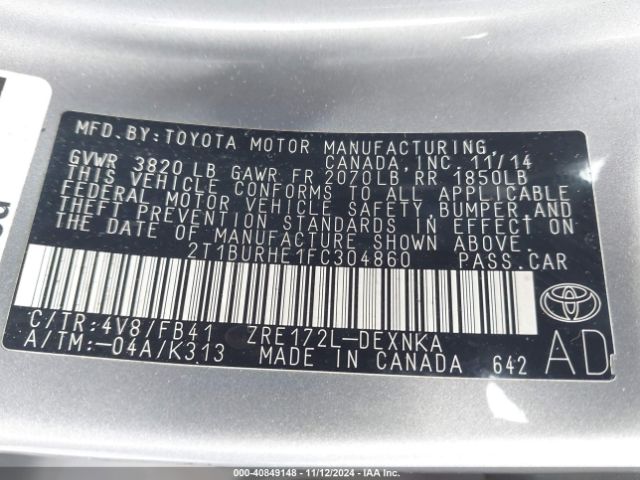 MFD. BY: TOYOTA MOTOR MANUFACTURING,
CANADA, INC. 11/14
GVWR 3820 LB GAWR FR 2070LB, RR 1850LB
THIS VEHICLE CONFORMS TO ALL APPLICABLE
FEDERAL MOTOR VEHICLE SAFETY, BUMPER, AND
THEFT PREVENTION STANDARDS IN EFFECT ON
THE DATE OF MANUFACTURE SHOWN ABOVE.
2T1BURHE1FC304860 PASS. CAR
C/TR: 4V8/FB41 ZRE172L-DEXNKA
A/TM: -04A/K313 MADE IN CANADA 642
TOYOTA
AD
000-40849148 - 11/12/2024 - IAA Inc.